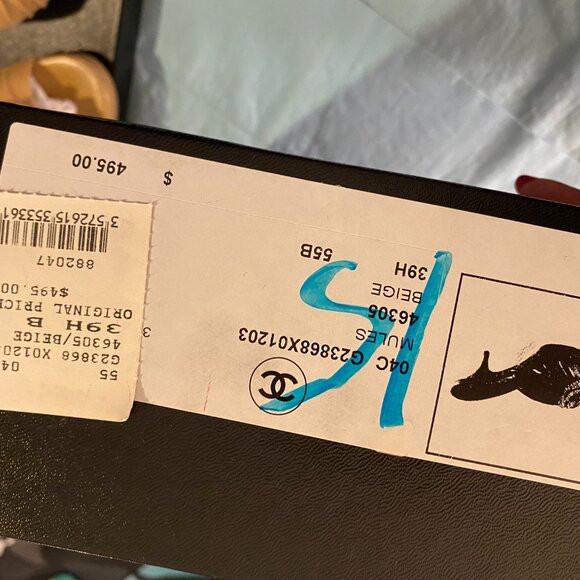 04C G23868X01203
MULES
46305
BEIGE
39H 55B
$ 495.00
55 04
G23868 X0120
46305/BEIGE
39H B
ORIGINAL PRICE
$495.00
882047
3 572615 353361